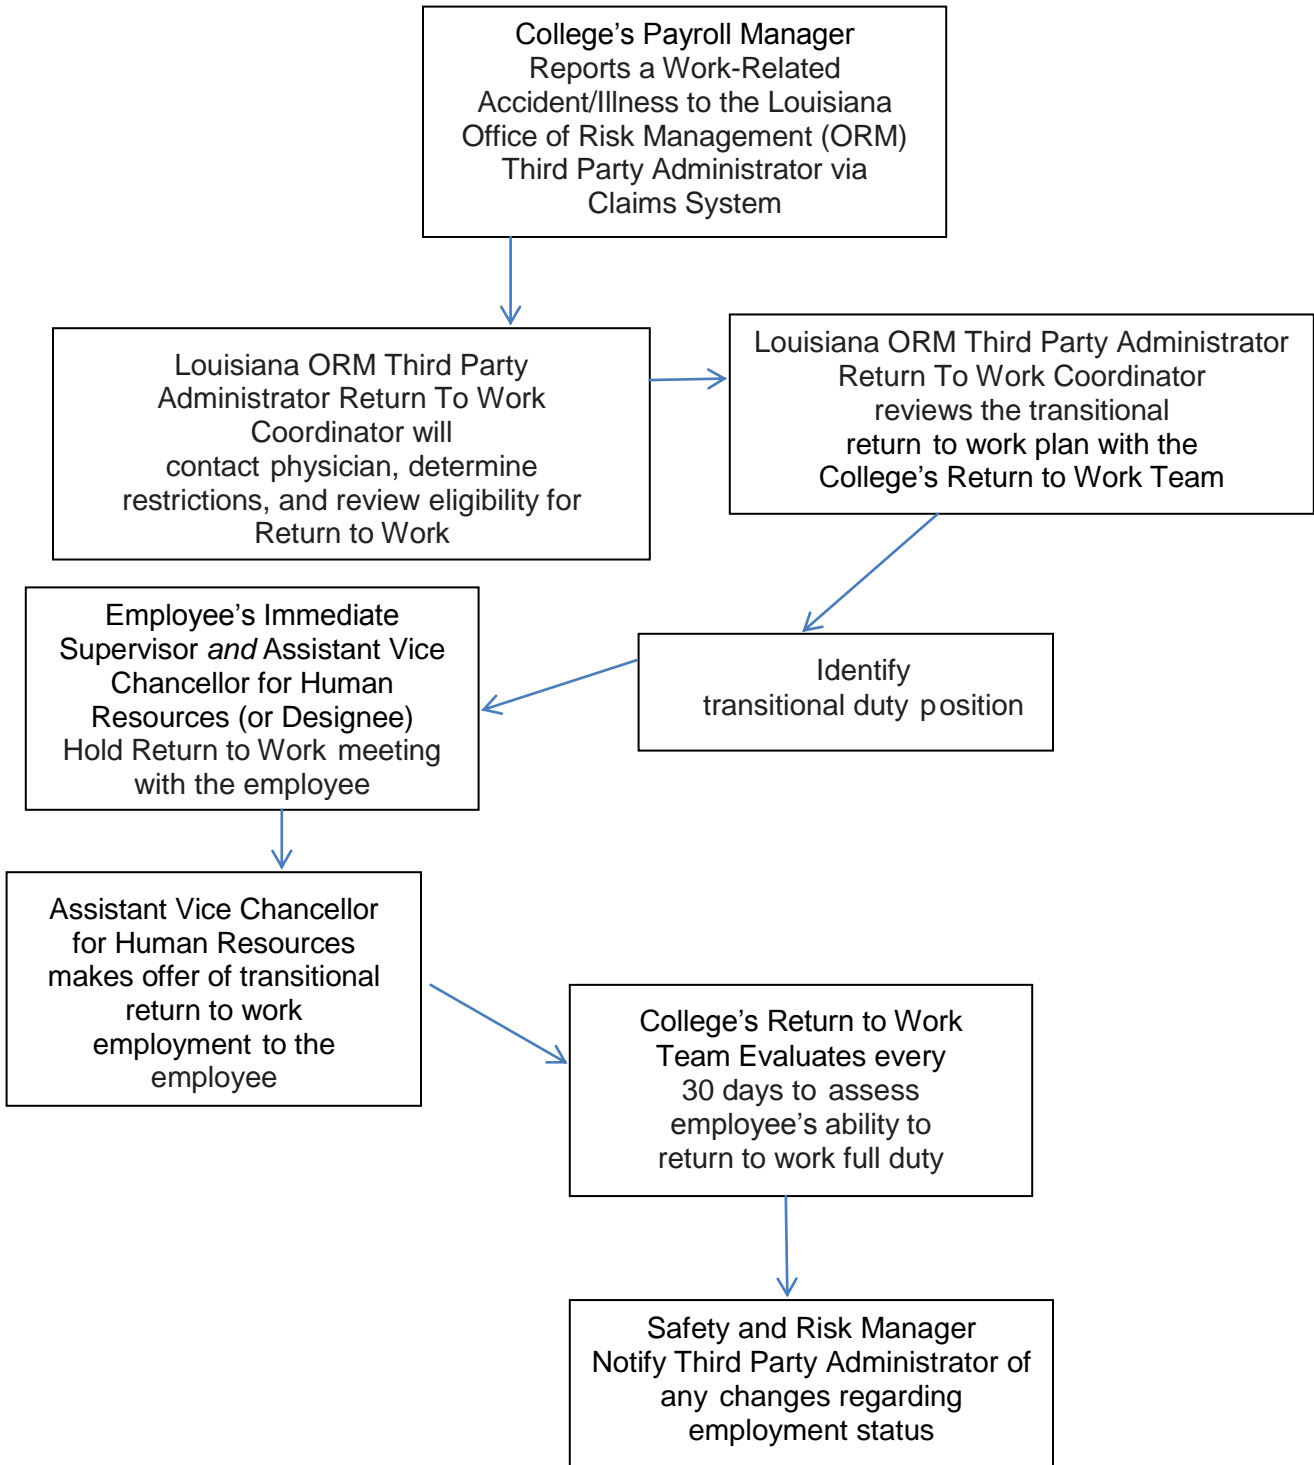 College's Payroll Manager
Reports a Work-Related
Accident/Illness to the Louisiana
Office of Risk Management (ORM)
Third Party Administrator via
Claims System
Louisiana ORM Third Party
Administrator Return To Work
Coordinator will
contact physician, determine
restrictions, and review eligibility for
Return to Work
Louisiana ORM Third Party Administrator
Return To Work Coordinator
reviews the transitional
return to work plan with the
College's Return to Work Team
Identify
transitional duty position
Employee's Immediate
Supervisor and Assistant Vice
Chancellor for Human
Resources (or Designee)
Hold Return to Work meeting
with the employee
Assistant Vice Chancellor
for Human Resources
makes offer of transitional
return to work
employment to the
employee
College's Return to Work
Team Evaluates every
30 days to assess
employee's ability to
return to work full duty
Safety and Risk Manager
Notify Third Party Administrator of
any changes regarding
employment status